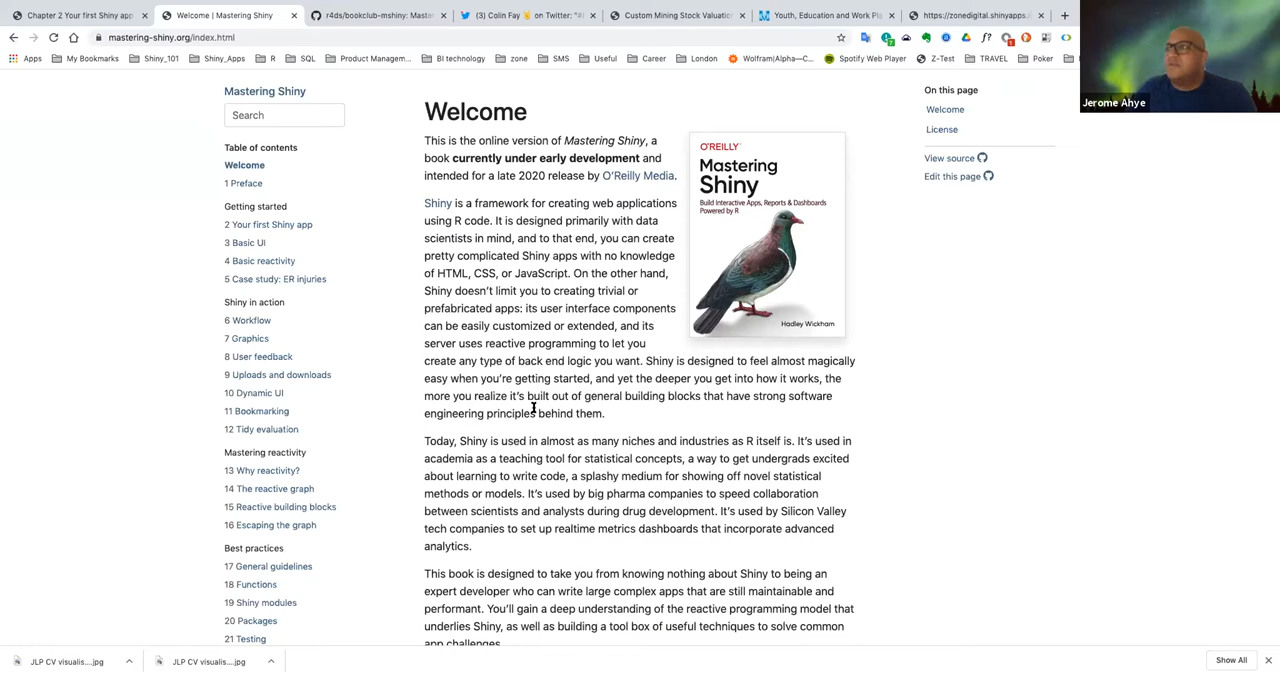 Chapter 2 Your first Shiny app
Welcome | Mastering Shiny
r4ds/bookclub-mshiny: Master
(3) Colin Fay
on Twitter: "#
Custom Mining Stock Valuation
Youth, Education and Work Pla
https://zonedigital.shinyapps.
mastering-shiny.org/index.html
Apps My Bookmarks Shiny_101 Shiny_Apps R SQL Product Managem... BI technology zone SMS Useful Career London Wolfram|Alpha—C... Spotify Web Player Z-Test TRAVEL Poker
Jerome Ahye
Mastering Shiny
Search
Table of contents
Welcome
1 Preface
Getting started
2 Your first Shiny app
3 Basic UI
4 Basic reactivity
5 Case study: ER injuries
Shiny in action
6 Workflow
7 Graphics
8 User feedback
9 Uploads and downloads
10 Dynamic UI
11 Bookmarking
12 Tidy evaluation
Mastering reactivity
13 Why reactivity?
14 The reactive graph
15 Reactive building blocks
16 Escaping the graph
Best practices
17 General guidelines
18 Functions
19 Shiny modules
20 Packages
21 Testing
Welcome
This is the online version of Mastering Shiny, a
book currently under early development and
intended for a late 2020 release by O'Reilly Media.
Shiny is a framework for creating web applications
using R code. It is designed primarily with data
scientists in mind, and to that end, you can create
pretty complicated Shiny apps with no knowledge
of HTML, CSS, or JavaScript. On the other hand,
Shiny doesn't limit you to creating trivial or
prefabricated apps: its user interface components
can be easily customized or extended, and its
server uses reactive programming to let you
create any type of back end logic you want. Shiny is designed to feel almost magically
easy when you're getting started, and yet the deeper you get into how it works, the
more you realize it's built out of general building blocks that have strong software
engineering principles behind them.
Today, Shiny is used in almost as many niches and industries as R itself is. It's used in
academia as a teaching tool for statistical concepts, a way to get undergrads excited
about learning to write code, a splashy medium for showing off novel statistical
methods or models. It's used by big pharma companies to speed collaboration
between scientists and analysts during drug development. It's used by Silicon Valley
tech companies to set up realtime metrics dashboards that incorporate advanced
analytics.
This book is designed to take you from knowing nothing about Shiny to being an
expert developer who can write large complex apps that are still maintainable and
performant. You'll gain a deep understanding of the reactive programming model that
underlies Shiny, as well as building a tool box of useful techniques to solve common
app challenges.
O'REILLY
Mastering
Shiny
Build Interactive Apps, Reports & Dashboards
Powered by R
Hadley Wickham
On this page
Welcome
License
View source
Edit this page
JLP CV visualis....jpg
JLP CV visualis....jpg
Show All